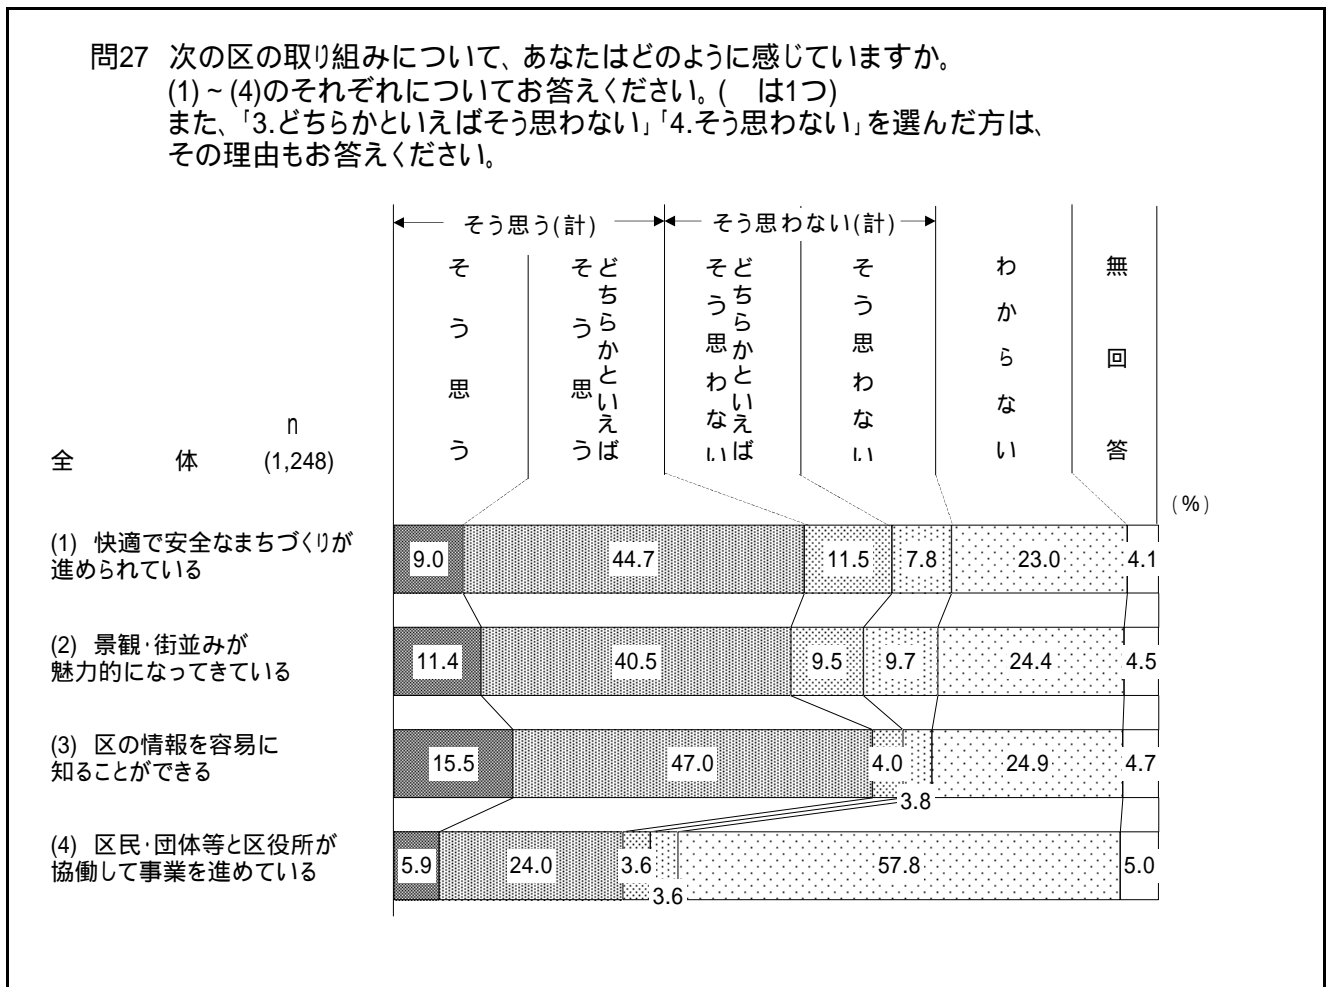 問27 次の区の取り組みについて、あなたはどのように感じていますか。
(1)~(4)のそれぞれについてお答えください。( は1つ)
また、「3.どちらかといえばそう思わない」「4.そう思わない」を選んだ方は、
その理由もお答えください。
そう思う(計)
そう思わない(計)
そう思う
どちらかといえば
そう思う
どちらかといえば
そう思わない
そう思わない
わからない
無回答
n
全体 (1,248)
(%)
(1) 快適で安全なまちづくりが
進められている
9.0 44.7 11.5 7.8 23.0 4.1
(2) 景観・街並みが
魅力的になってきている
11.4 40.5 9.5 9.7 24.4 4.5
(3) 区の情報を容易に
知ることができる
15.5 47.0 4.0 3.8 24.9 4.7
(4) 区民・団体等と区役所が
協働して事業を進めている
5.9 24.0 3.6 3.6 57.8 5.0